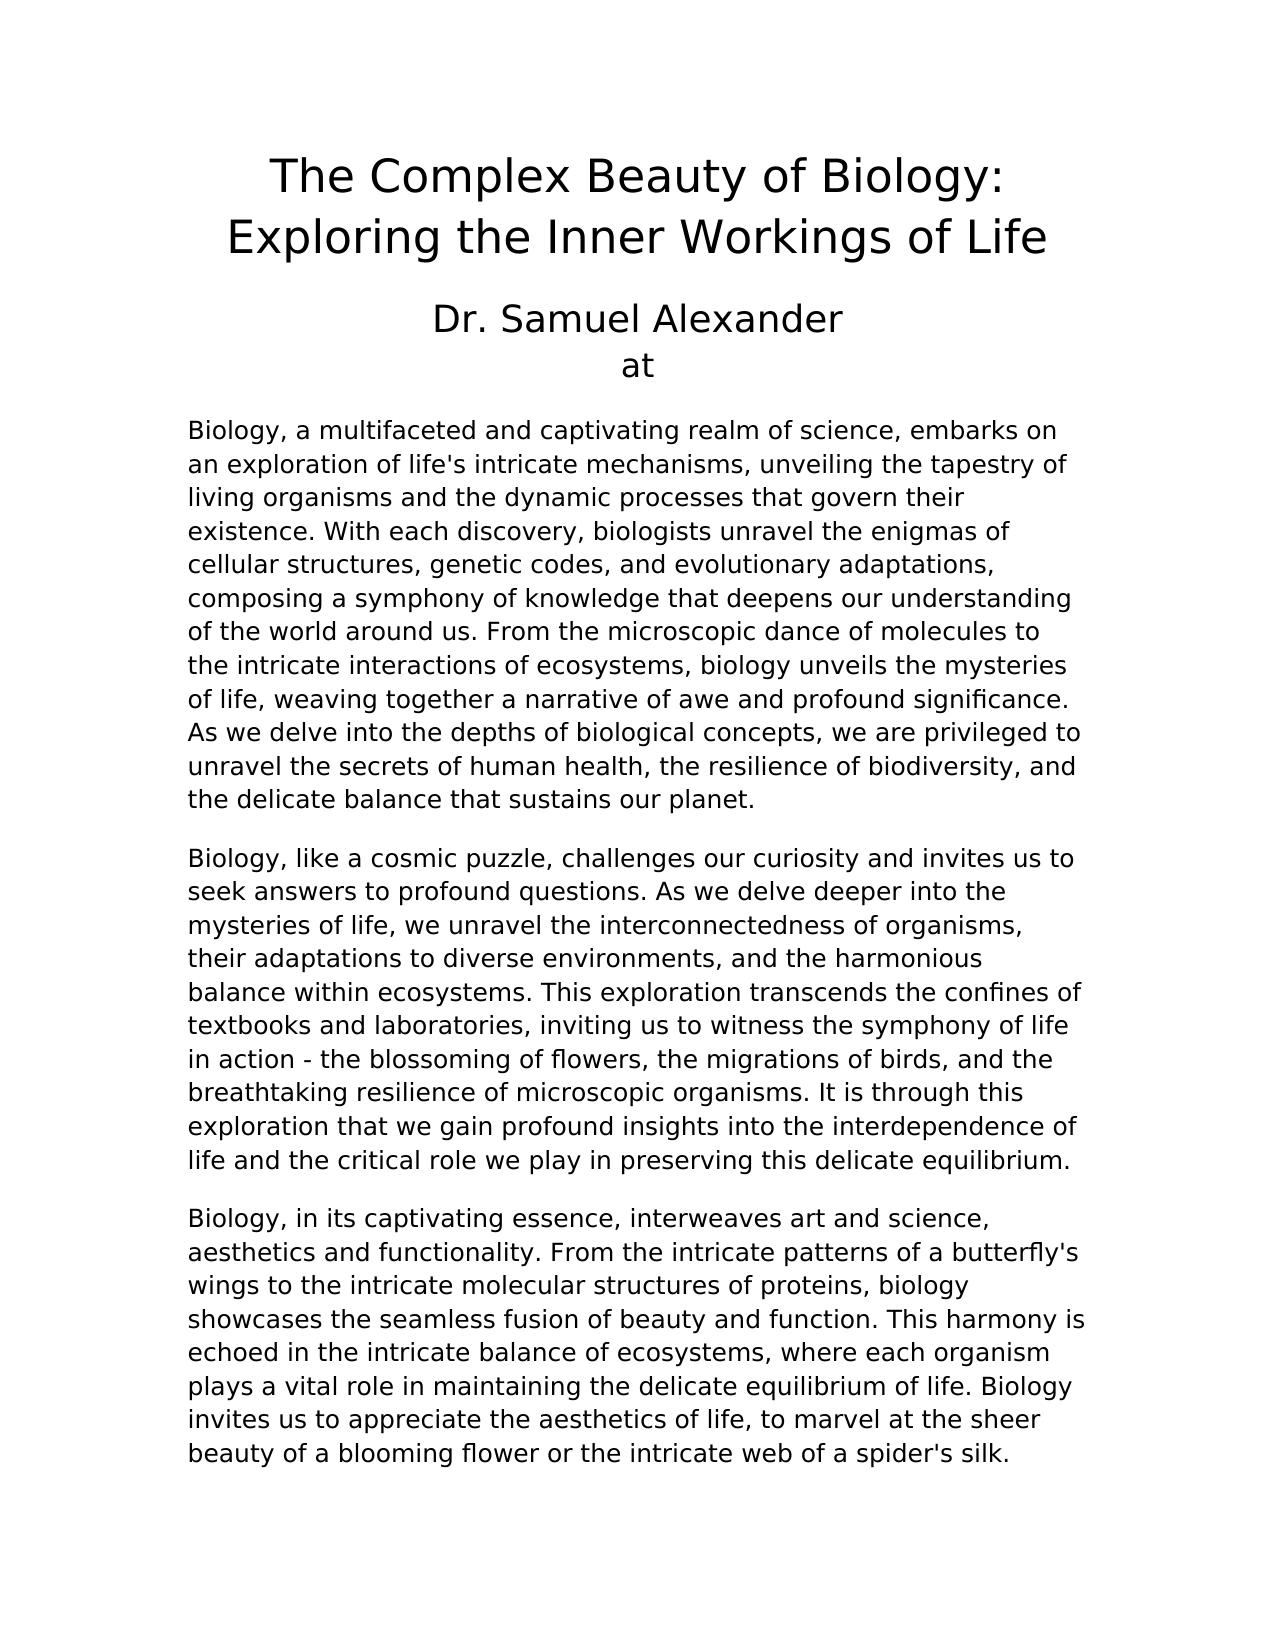 The Complex Beauty of Biology:
Exploring the Inner Workings of Life
Dr. Samuel Alexander
at
Biology, a multifaceted and captivating realm of science, embarks on
an exploration of life's intricate mechanisms, unveiling the tapestry of
living organisms and the dynamic processes that govern their
existence. With each discovery, biologists unravel the enigmas of
cellular structures, genetic codes, and evolutionary adaptations,
composing a symphony of knowledge that deepens our understanding
of the world around us. From the microscopic dance of molecules to
the intricate interactions of ecosystems, biology unveils the mysteries
of life, weaving together a narrative of awe and profound significance.
As we delve into the depths of biological concepts, we are privileged to
unravel the secrets of human health, the resilience of biodiversity, and
the delicate balance that sustains our planet.
Biology, like a cosmic puzzle, challenges our curiosity and invites us to
seek answers to profound questions. As we delve deeper into the
mysteries of life, we unravel the interconnectedness of organisms,
their adaptations to diverse environments, and the harmonious
balance within ecosystems. This exploration transcends the confines of
textbooks and laboratories, inviting us to witness the symphony of life
in action - the blossoming of flowers, the migrations of birds, and the
breathtaking resilience of microscopic organisms. It is through this
exploration that we gain profound insights into the interdependence of
life and the critical role we play in preserving this delicate equilibrium.
Biology, in its captivating essence, interweaves art and science,
aesthetics and functionality. From the intricate patterns of a butterfly's
wings to the intricate molecular structures of proteins, biology
showcases the seamless fusion of beauty and function. This harmony is
echoed in the intricate balance of ecosystems, where each organism
plays a vital role in maintaining the delicate equilibrium of life. Biology
invites us to appreciate the aesthetics of life, to marvel at the sheer
beauty of a blooming flower or the intricate web of a spider's silk.